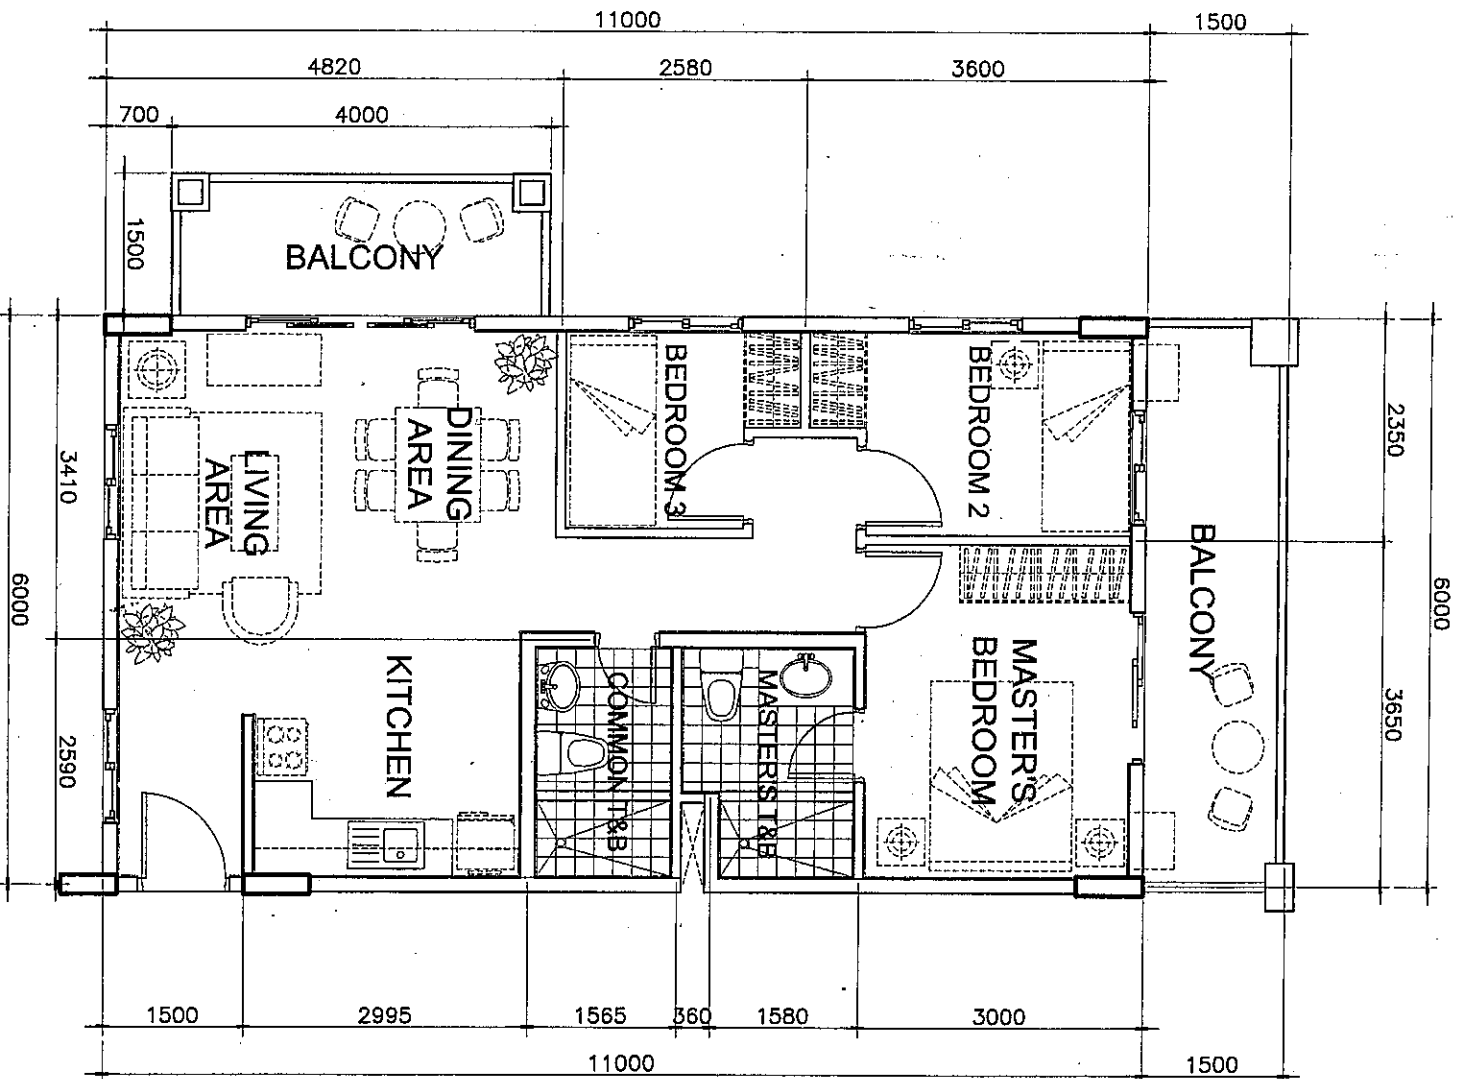 11000
1500
4820
2580
3600
700
4000
1500
BALCONY
BEDROOM 3
BEDROOM 2
2350
DINING
AREA
LIVING
AREA
3410
6000
BALCONY
6000
KITCHEN
COMMON T&B
MASTER'S T&B
MASTER'S
BEDROOM
3650
2590
1500
2995
1565
360
1580
3000
11000
1500